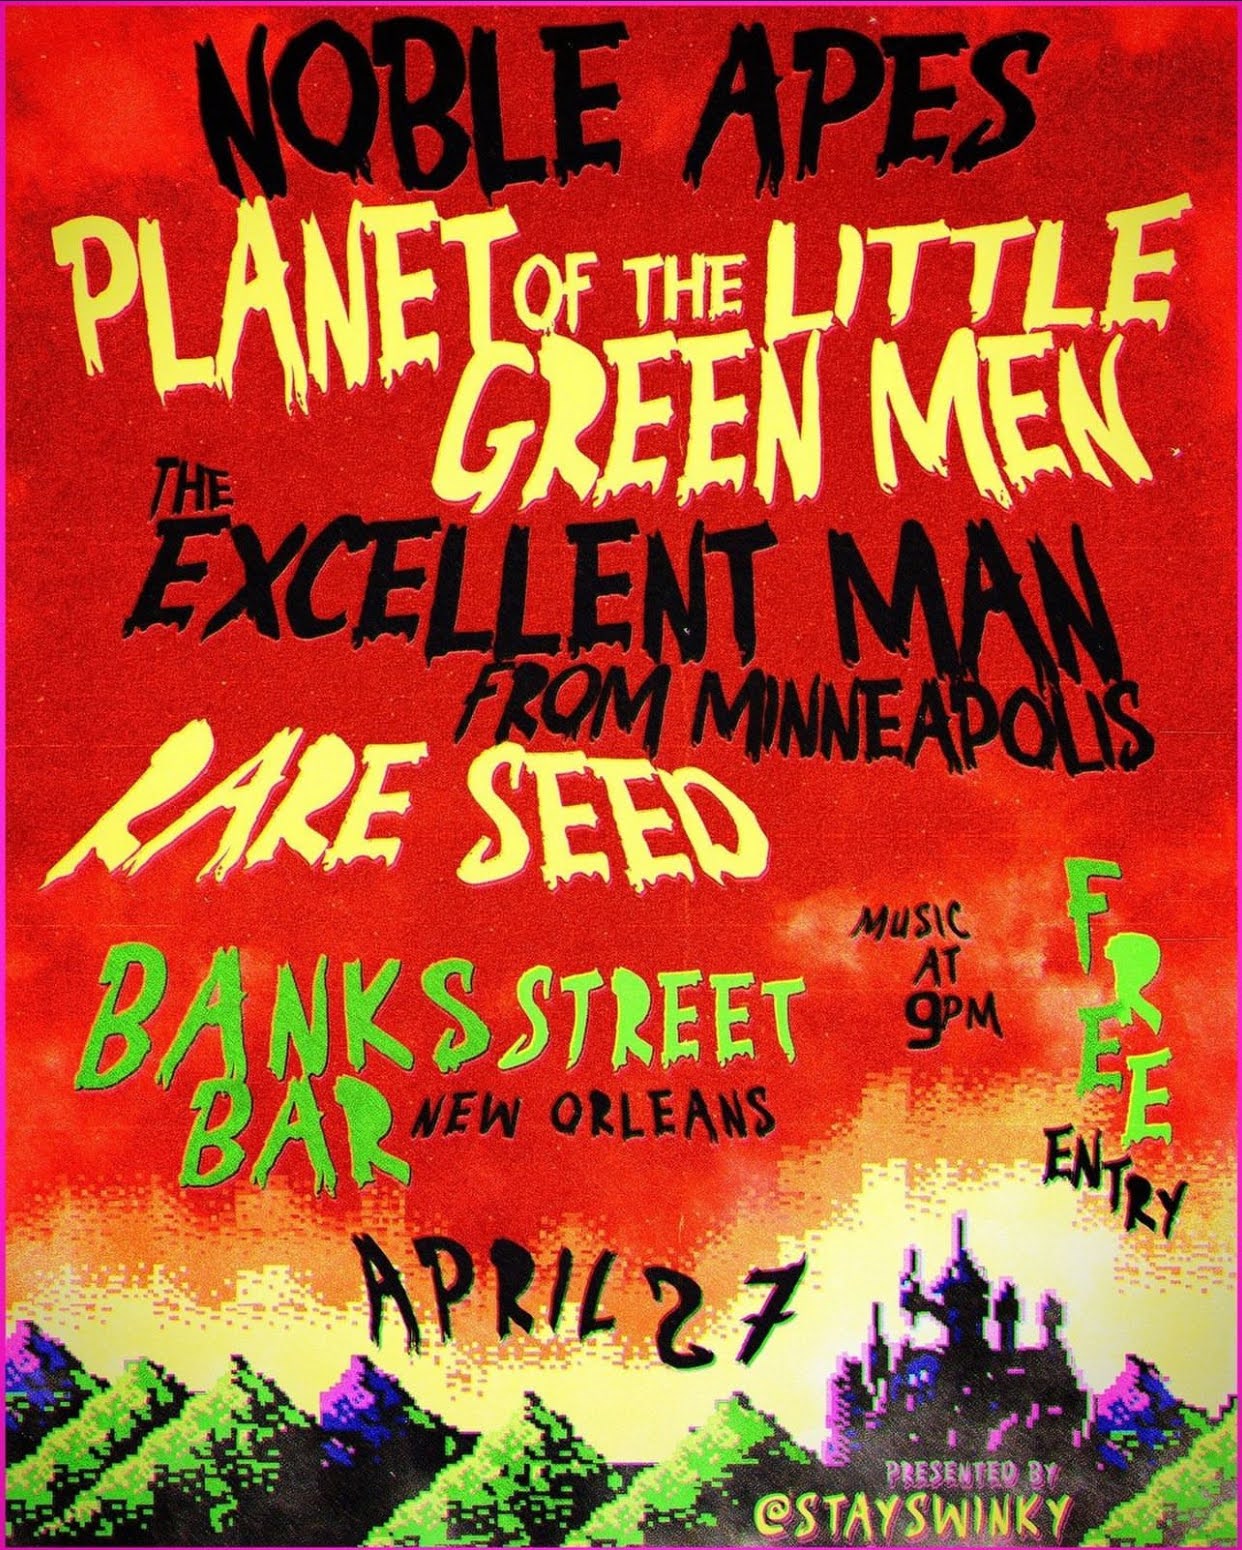 NOBLE APES
PLANET OF THE LITTLE
GREEN MEN
THE
EXCELLENT MAN
FROM MINNEAPOLIS
RARE SEED
BANKS STREET
BAR NEW ORLEANS
MUSIC
AT
9PM
FREE
ENTRY
APRIL 27
PRESENTED BY
@STAYSWINKY